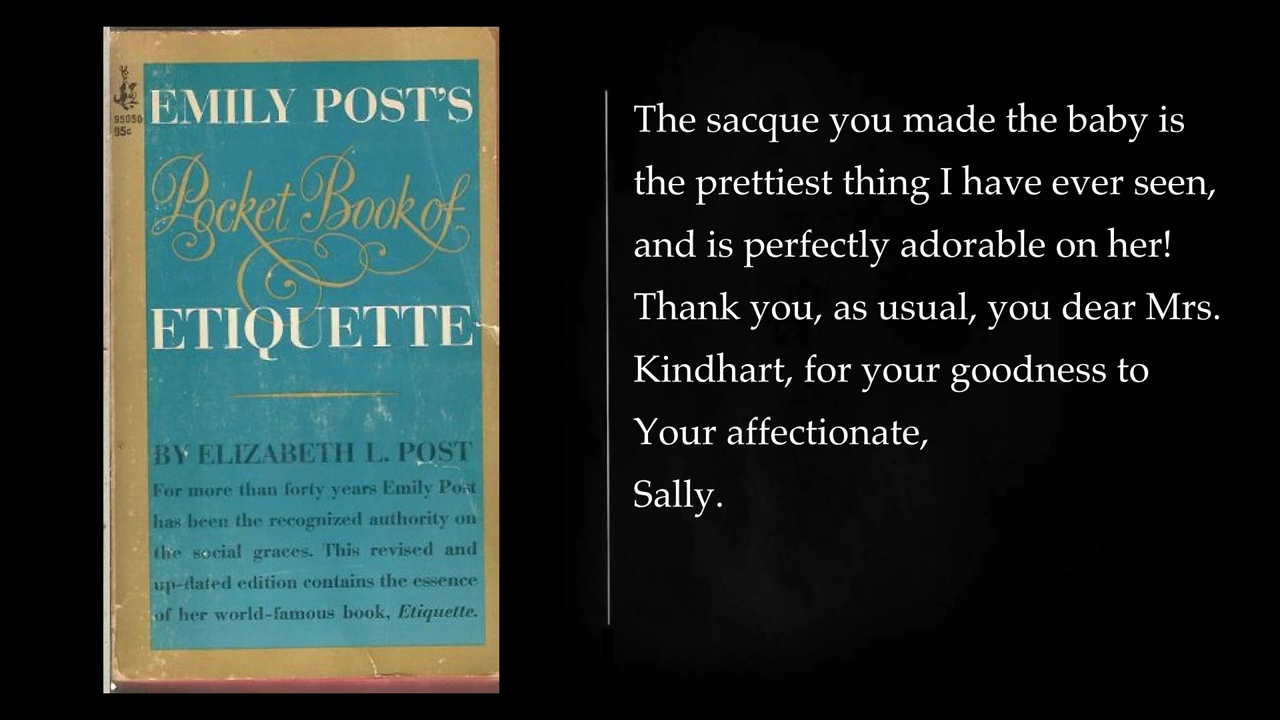 95050
95c
EMILY POST'S
Pocket Book of
ETIQUETTE
BY ELIZABETH L. POST
For more than forty years Emily Post
has been the recognized authority on
the social graces. This revised and
up-dated edition contains the essence
of her world-famous book, Etiquette.
The sacque you made the baby is
the prettiest thing I have ever seen,
and is perfectly adorable on her!
Thank you, as usual, you dear Mrs.
Kindhart, for your goodness to
Your affectionate,
Sally.